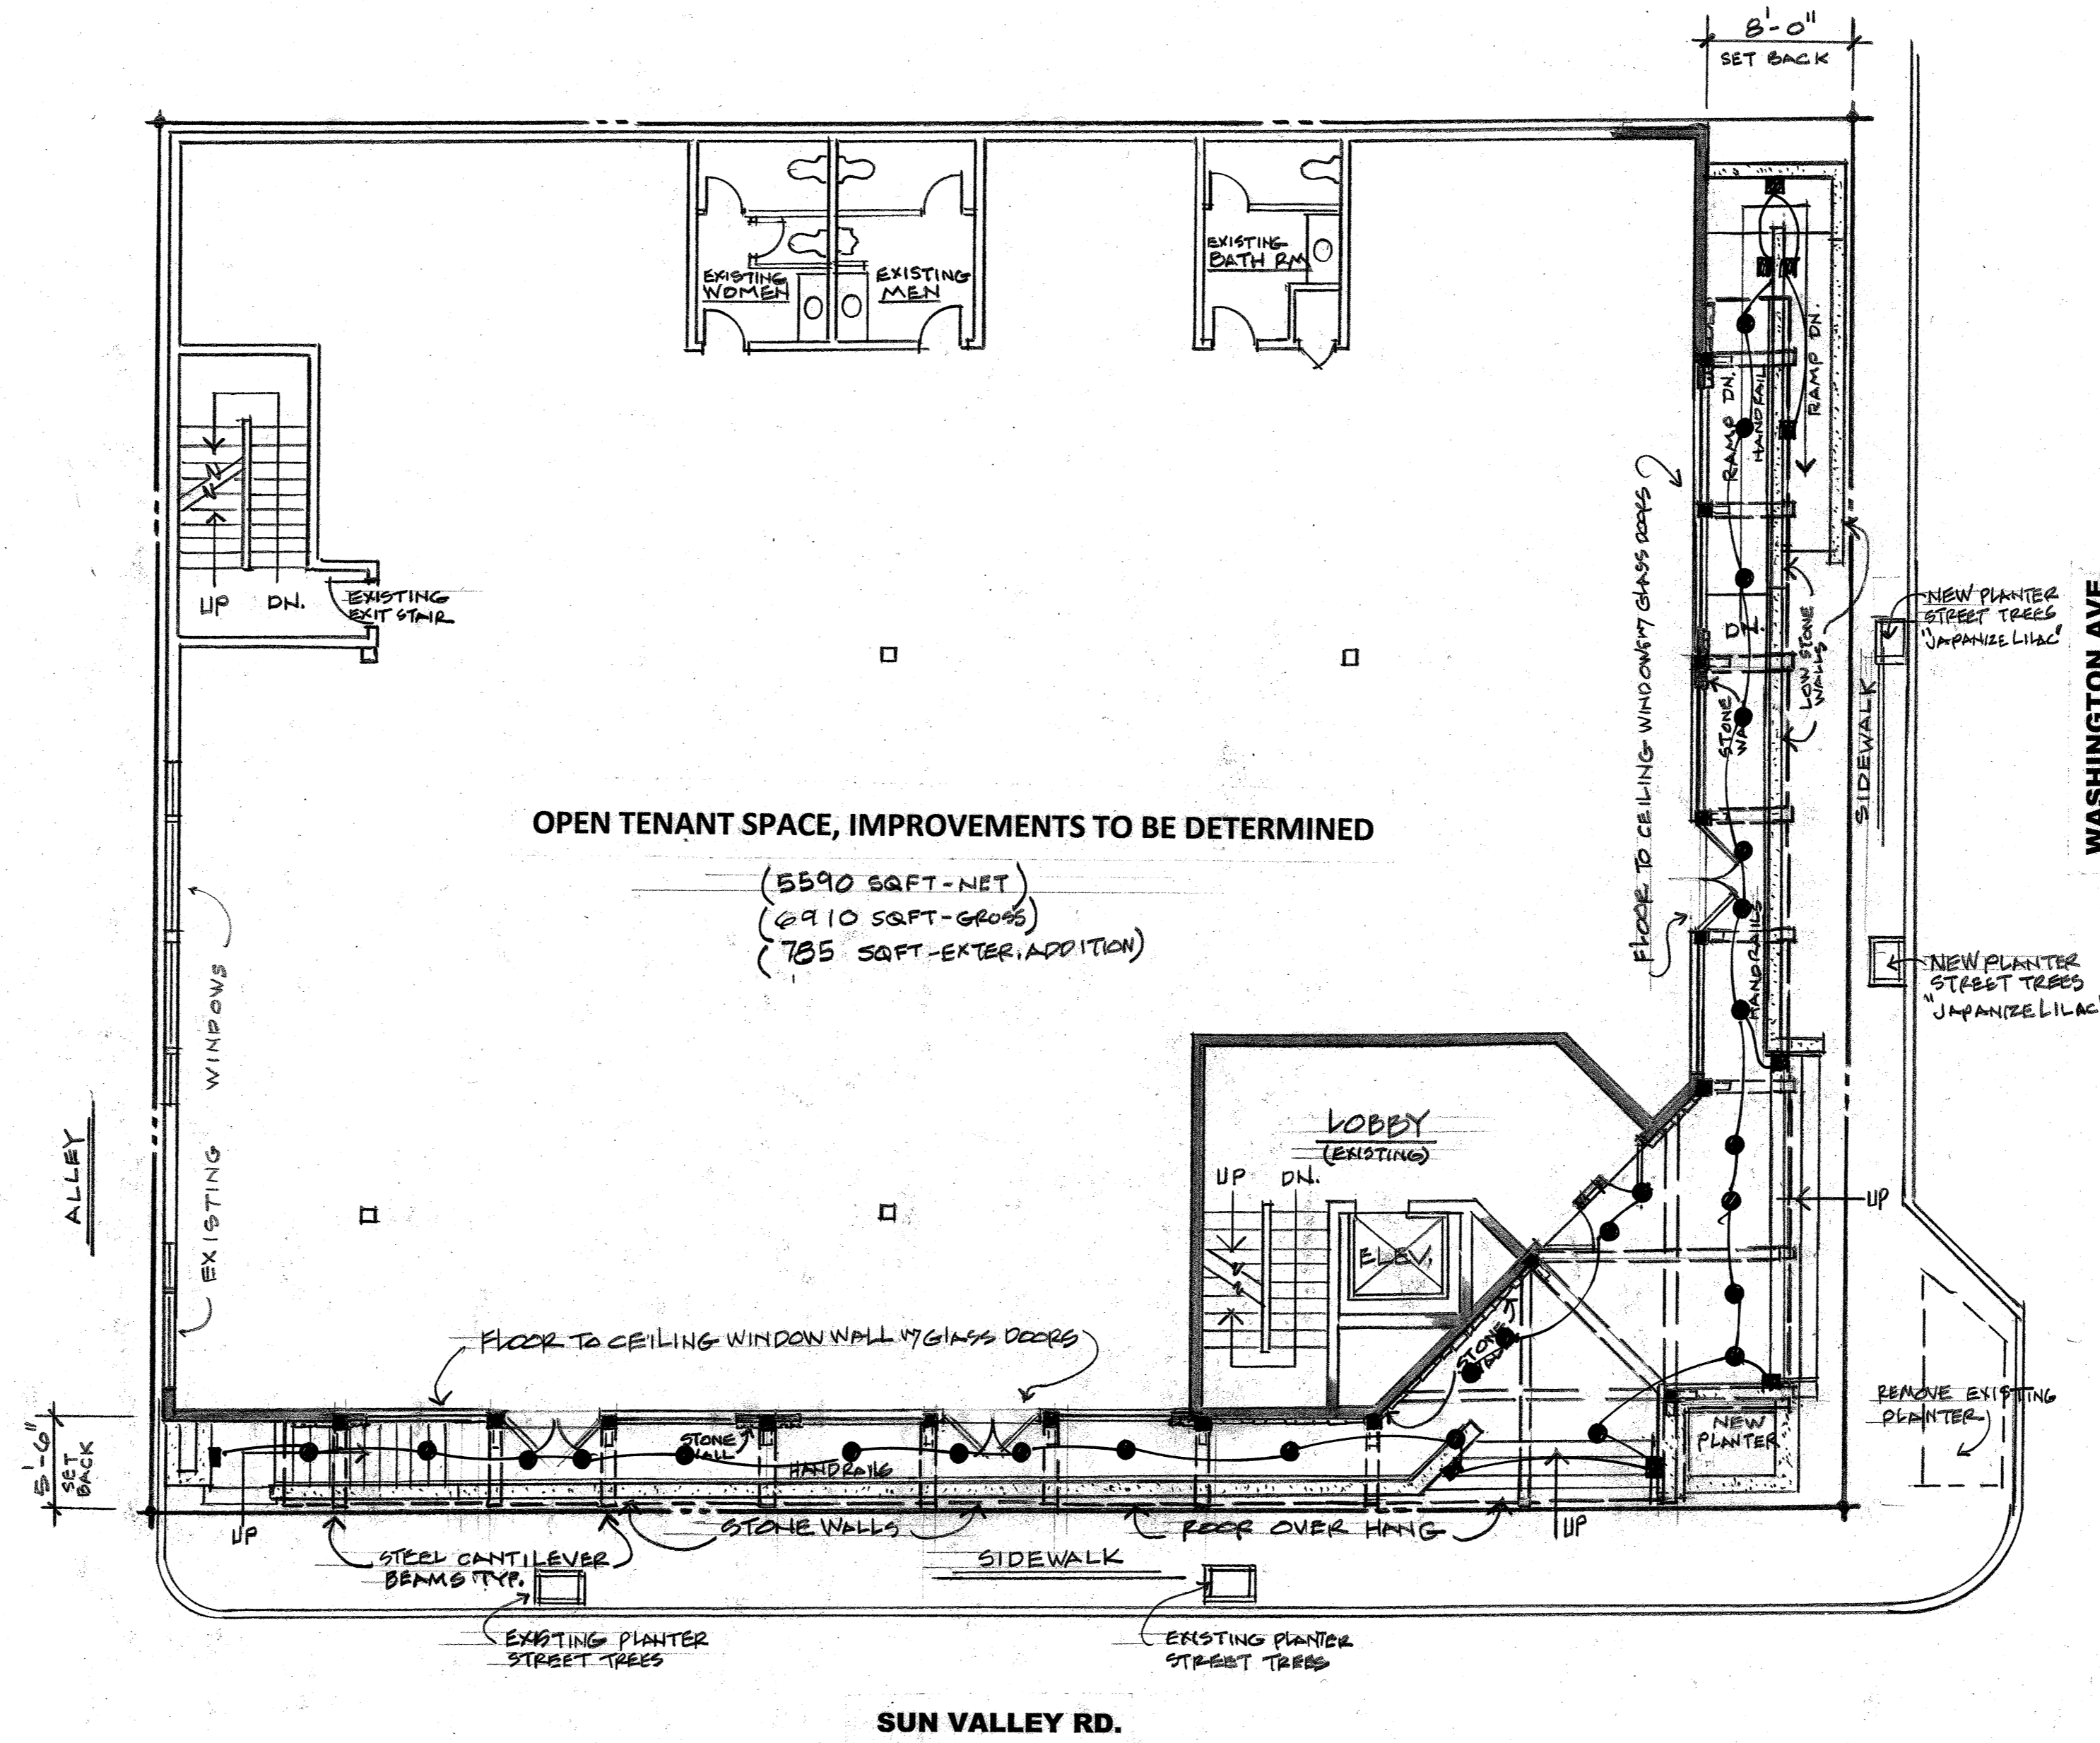 8'-0"
SET BACK
EXISTING
WOMEN
EXISTING
MEN
EXISTING
BATH RM
RAMP DN.
RAMP DN.
HANDRAIL
UP
DN.
EXISTING
EXIT STAIR
FLOOR TO CEILING WINDOWS W/ GLASS DOORS
DN.
STONE
WALL
LOW STONE
WALLS
SIDEWALK
NEW PLANTER
STREET TREES
"JAPANIZE LILAC"
WASHINGTON AVE
OPEN TENANT SPACE, IMPROVEMENTS TO BE DETERMINED
(5590 SQFT-NET)
(6910 SQFT-GROSS)
(785 SQFT-EXTER. ADDITION)
HANDRAILS
NEW PLANTER
STREET TREES
"JAPANIZE LILAC"
EXISTING WINDOWS
ALLEY
LOBBY
(EXISTING)
UP
DN.
ELEV.
UP
STONE
WALL
FLOOR TO CEILING WINDOW WALL W/ GLASS DOORS
REMOVE EXISTING
PLANTER
NEW
PLANTER
5'-6"
SET
BACK
STONE
WALL
HANDRAILS
UP
STONE WALLS
ROOF OVER HANG
UP
STEEL CANTILEVER
BEAMS TYP.
SIDEWALK
EXISTING PLANTER
STREET TREES
EXISTING PLANTER
STREET TREES
SUN VALLEY RD.